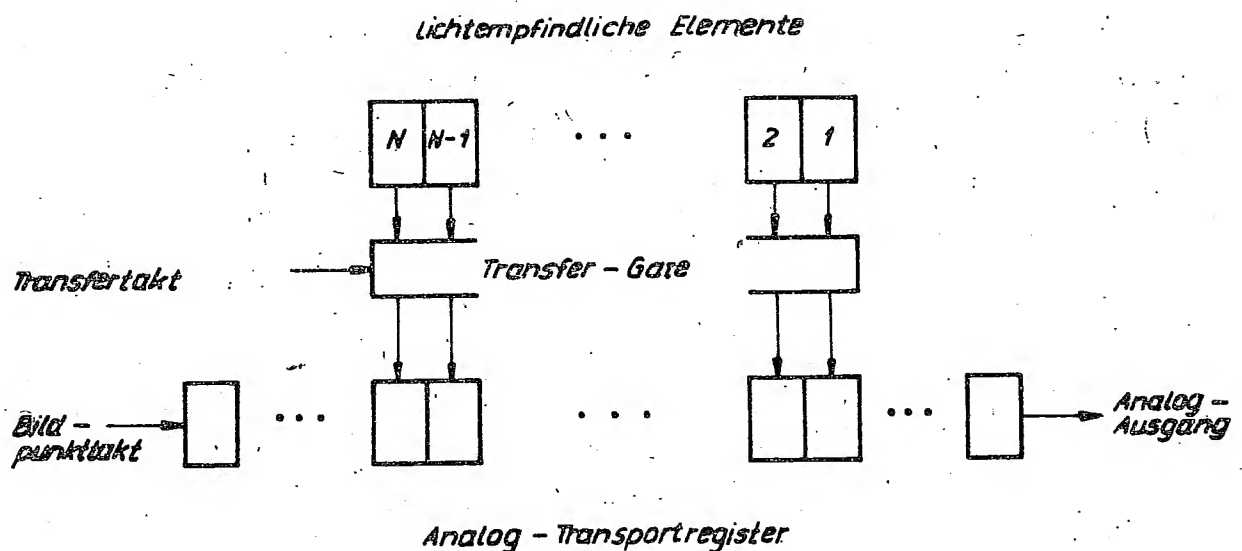 Lichtempfindliche Elemente
N N-1 ... 2 1
Transfertakt
Transfer - Gate
Bild -
punkttakt
... ... ...
Analog -
Ausgang
Analog - Transportregister